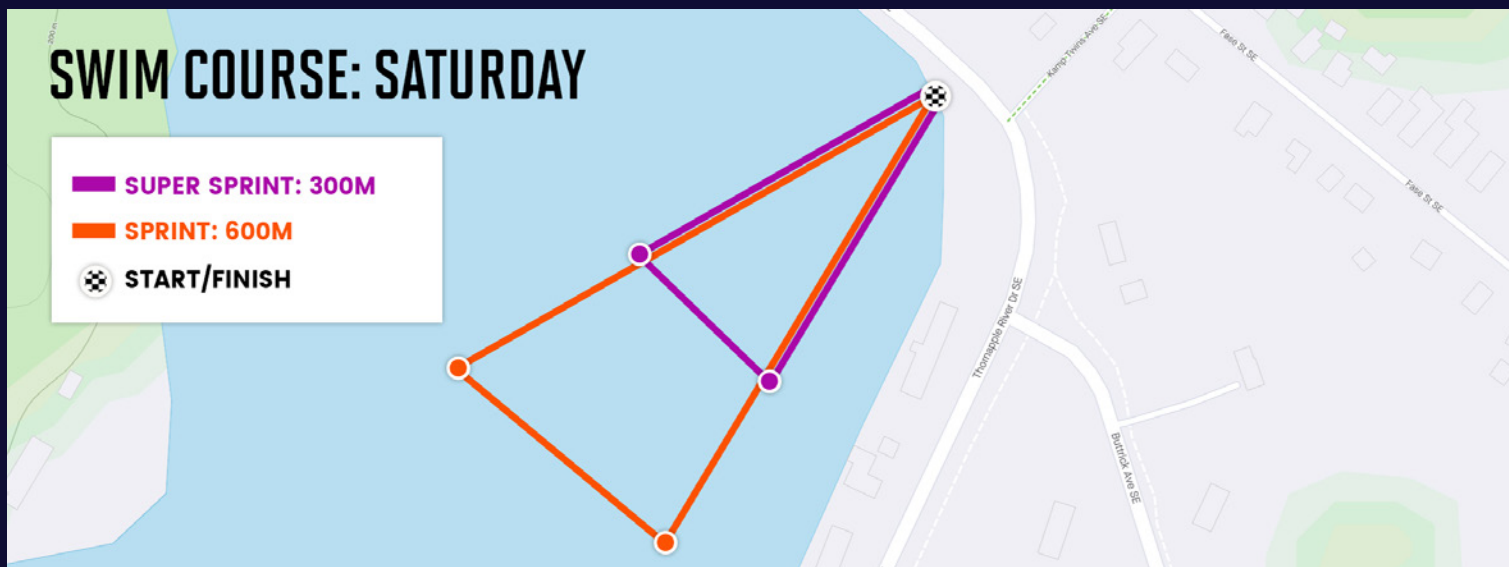 SWIM COURSE: SATURDAY
SUPER SPRINT: 300M
SPRINT: 600M
START/FINISH
200 m
Kamp-Twins Ave SE
Fase St SE
Fase St SE
Thornapple River Dr SE
Buttrick Ave SE